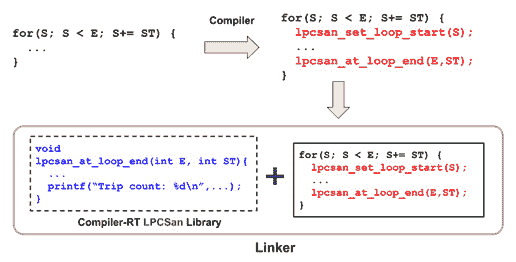 for(S; S < E; S+= ST) {
...
}
Compiler
for(S; S < E; S+= ST) {
lpcsan_set_loop_start(S);
...
lpcsan_at_loop_end(E,ST);
}
void
lpcsan_at_loop_end(int E, int ST){
...
printf(“Trip count: %d\n”,...);
}
Compiler-RT LPCSan Library
+
for(S; S < E; S+= ST) {
lpcsan_set_loop_start(S);
...
lpcsan_at_loop_end(E,ST);
}
Linker